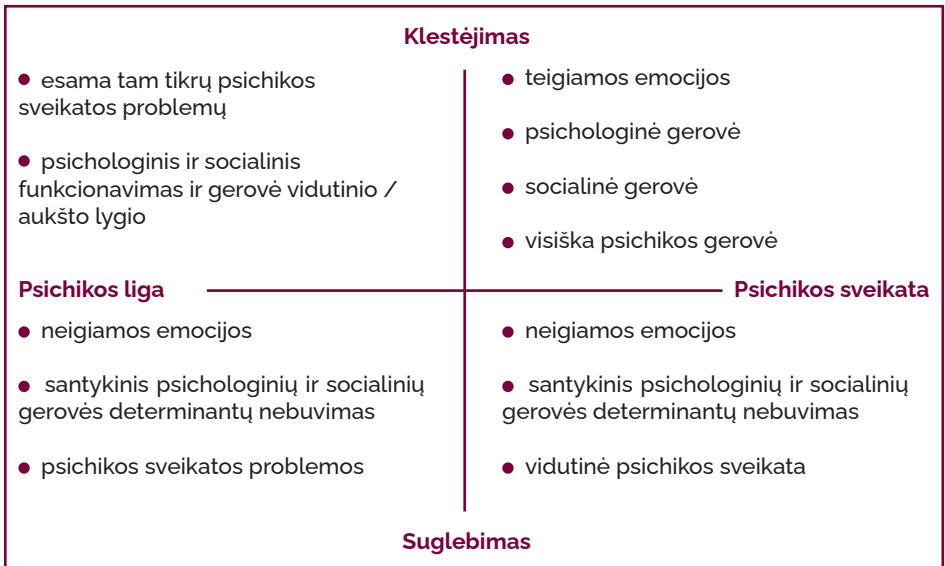 Klestėjimas
• esama tam tikrų psichikos
sveikatos problemų
• psichologinis ir socialinis
funkcionavimas ir gerovė vidutinio /
aukšto lygio
• teigiamos emocijos
• psichologinė gerovė
• socialinė gerovė
• visiška psichikos gerovė
Psichikos liga
Psichikos sveikata
• neigiamos emocijos
• santykinis psichologinių ir socialinių
gerovės determinantų nebuvimas
• psichikos sveikatos problemos
• neigiamos emocijos
• santykinis psichologinių ir socialinių
gerovės determinantų nebuvimas
• vidutinė psichikos sveikata
Suglebimas